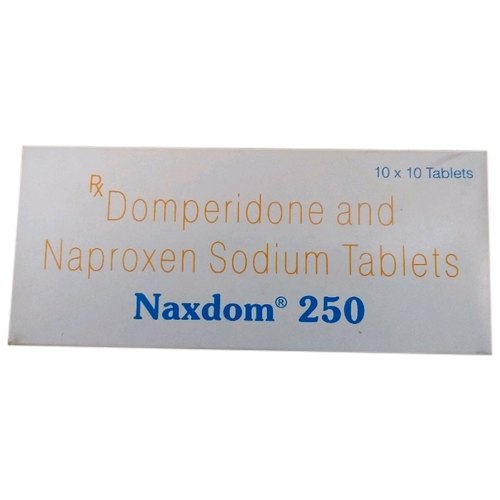 10 x 10 Tablets
℞ Domperidone and
Naproxen Sodium Tablets
Naxdom® 250